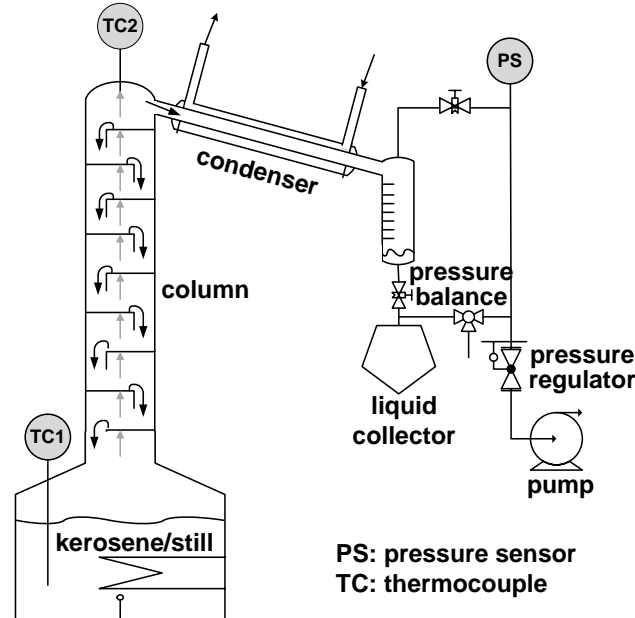 TC2
PS
condenser
pressure
balance
column
pressure
regulator
liquid
collector
TC1
pump
kerosene/still
PS: pressure sensor
TC: thermocouple